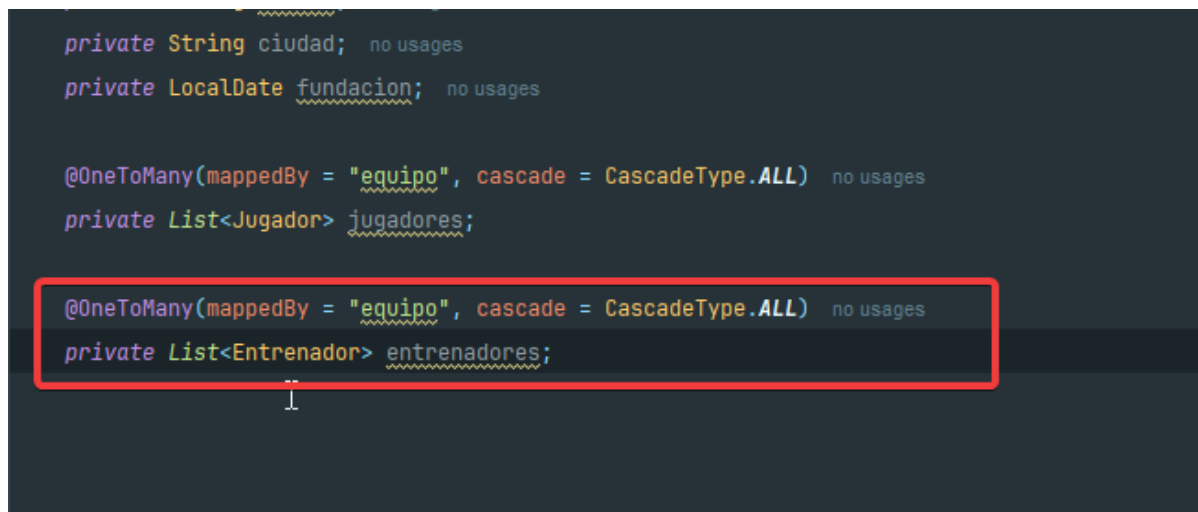 private String ciudad; no usages
private LocalDate fundacion; no usages
@OneToMany(mappedBy = "equipo", cascade = CascadeType.ALL) no usages
private List<Jugador> jugadores;
@OneToMany(mappedBy = "equipo", cascade = CascadeType.ALL) no usages
private List<Entrenador> entrenadores;